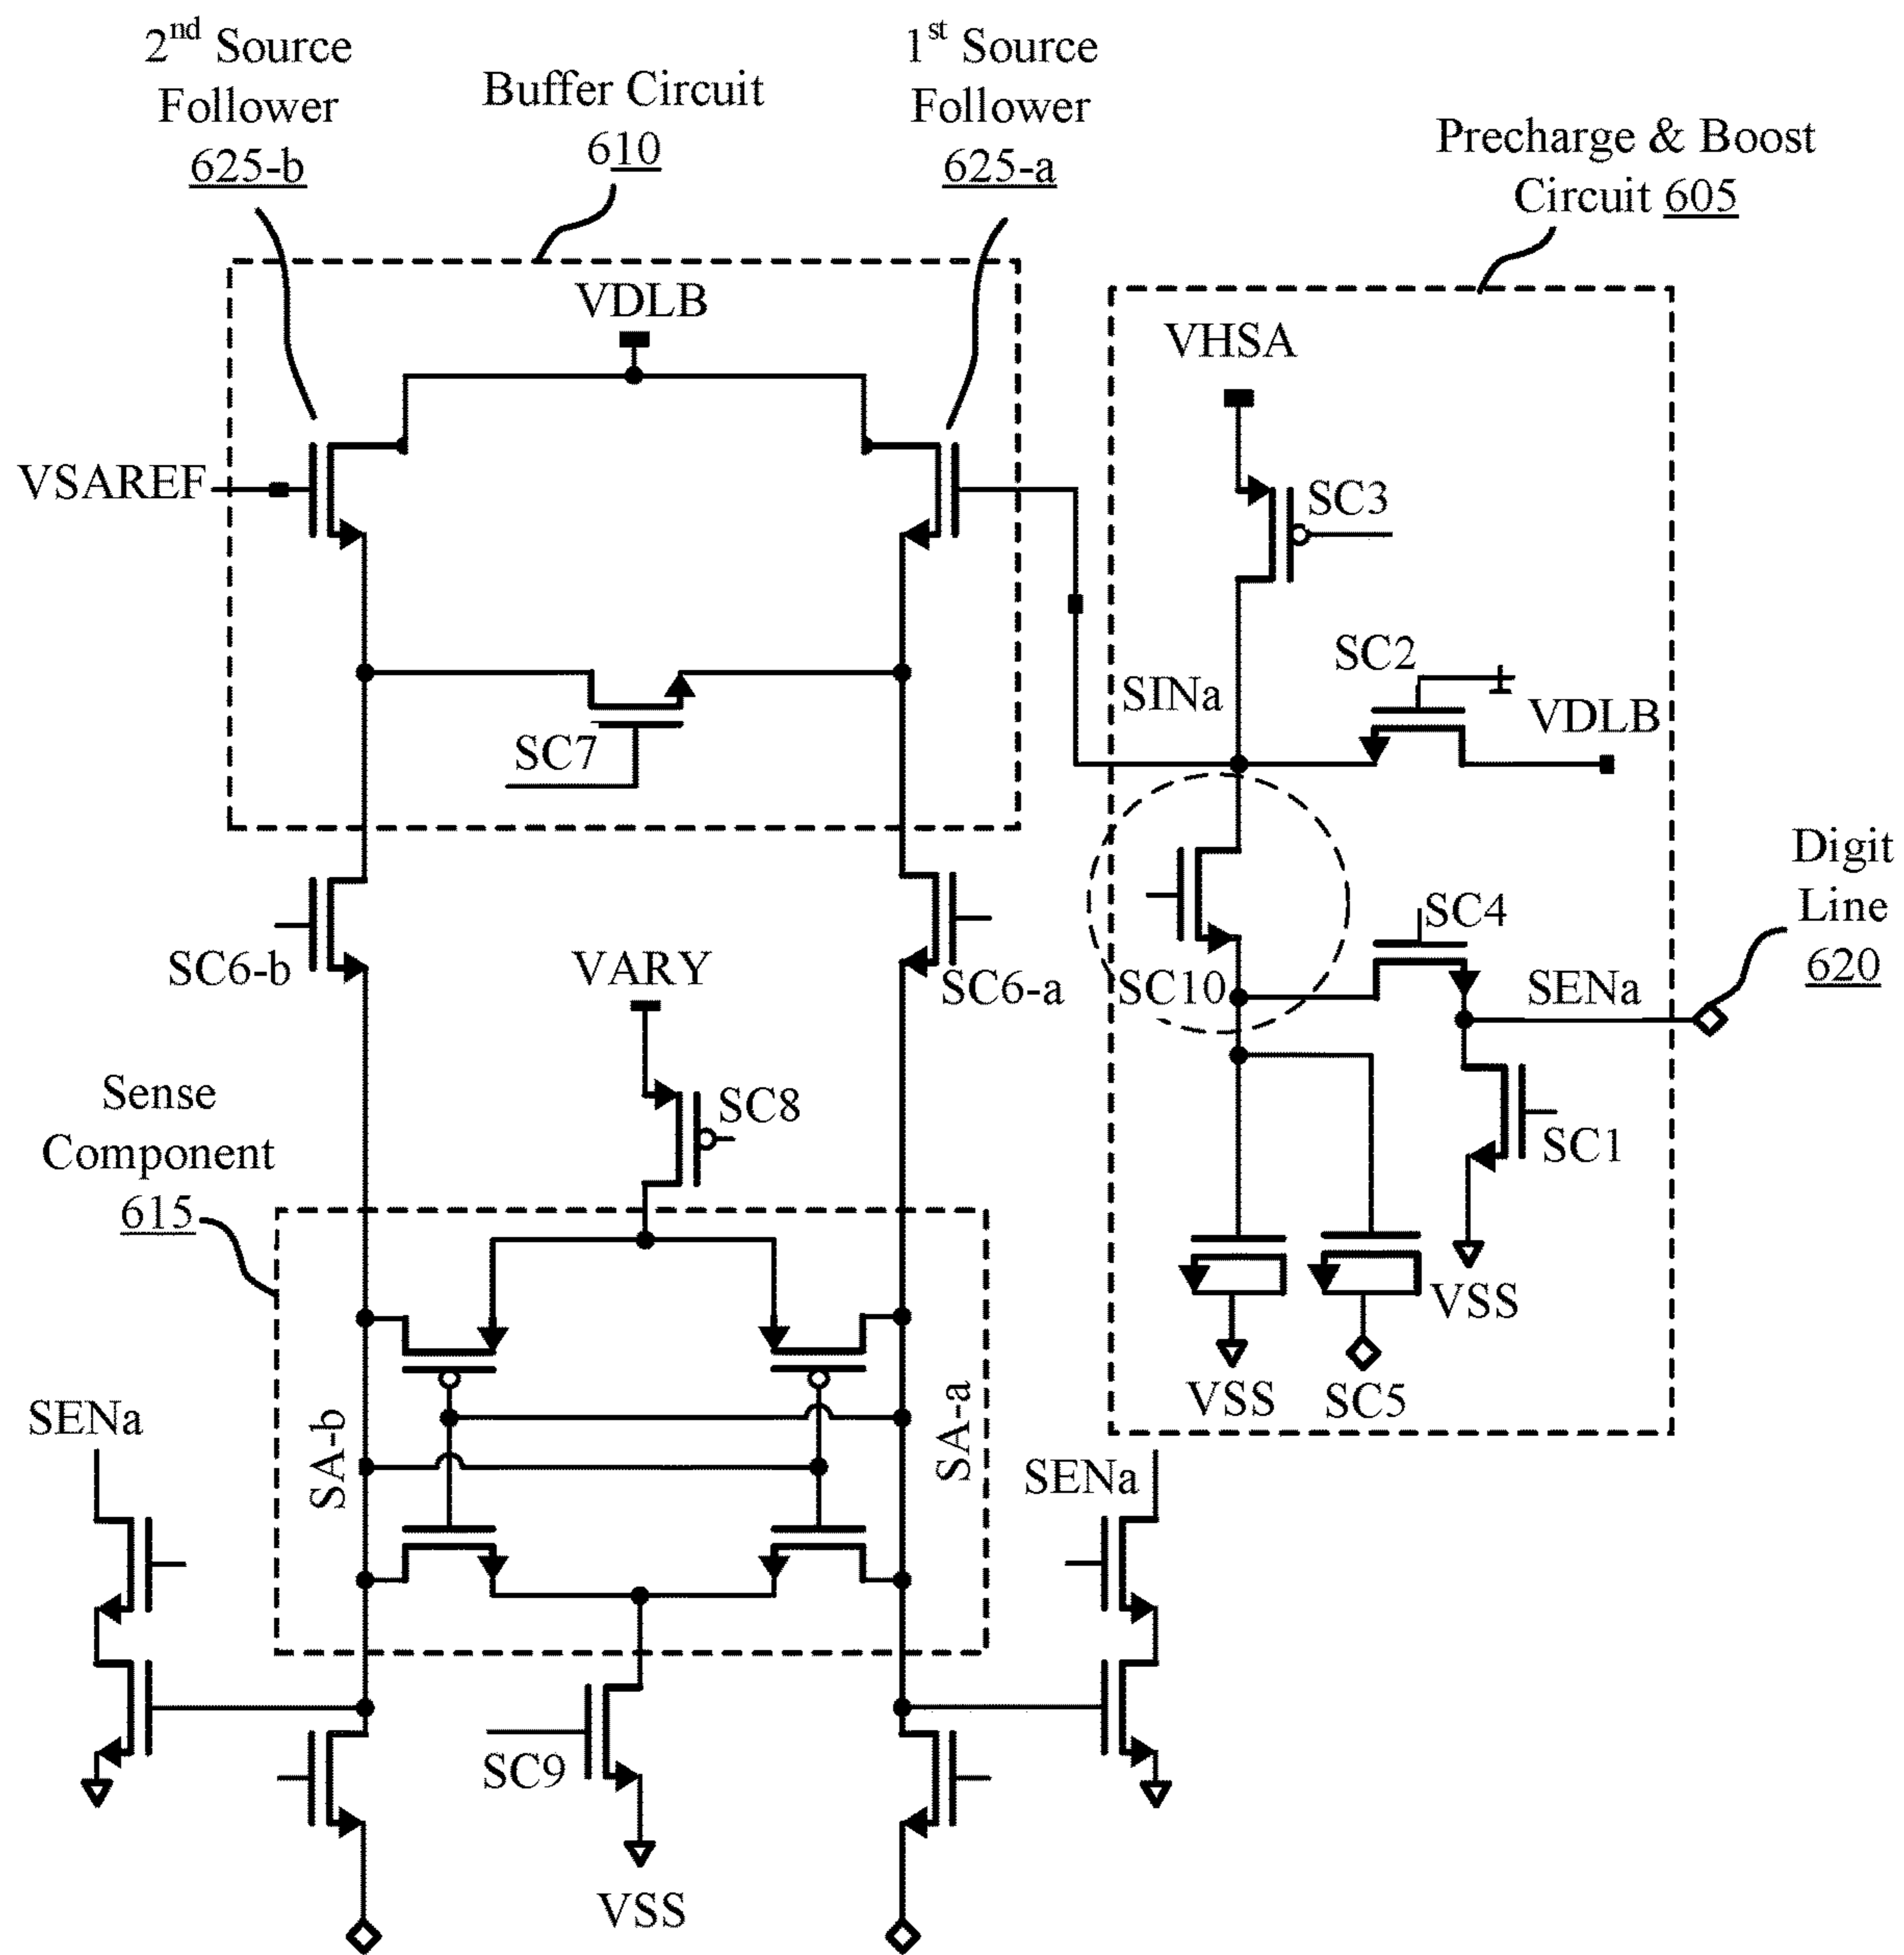 2nd Source
Follower
625-b
Buffer Circuit
610
1st Source
Follower
625-a
Precharge & Boost
Circuit 605
VDLB
VHSA
VSAREF
SC3
SC2
SINa
VDLB
SC7
Digit
Line
620
SC4
SC6-b
VARY
SC6-a
SC10
SENa
Sense
Component
615
SC8
SC1
VSS
VSS
SC5
SENa
SA-b
SA-a
SENa
SC9
VSS